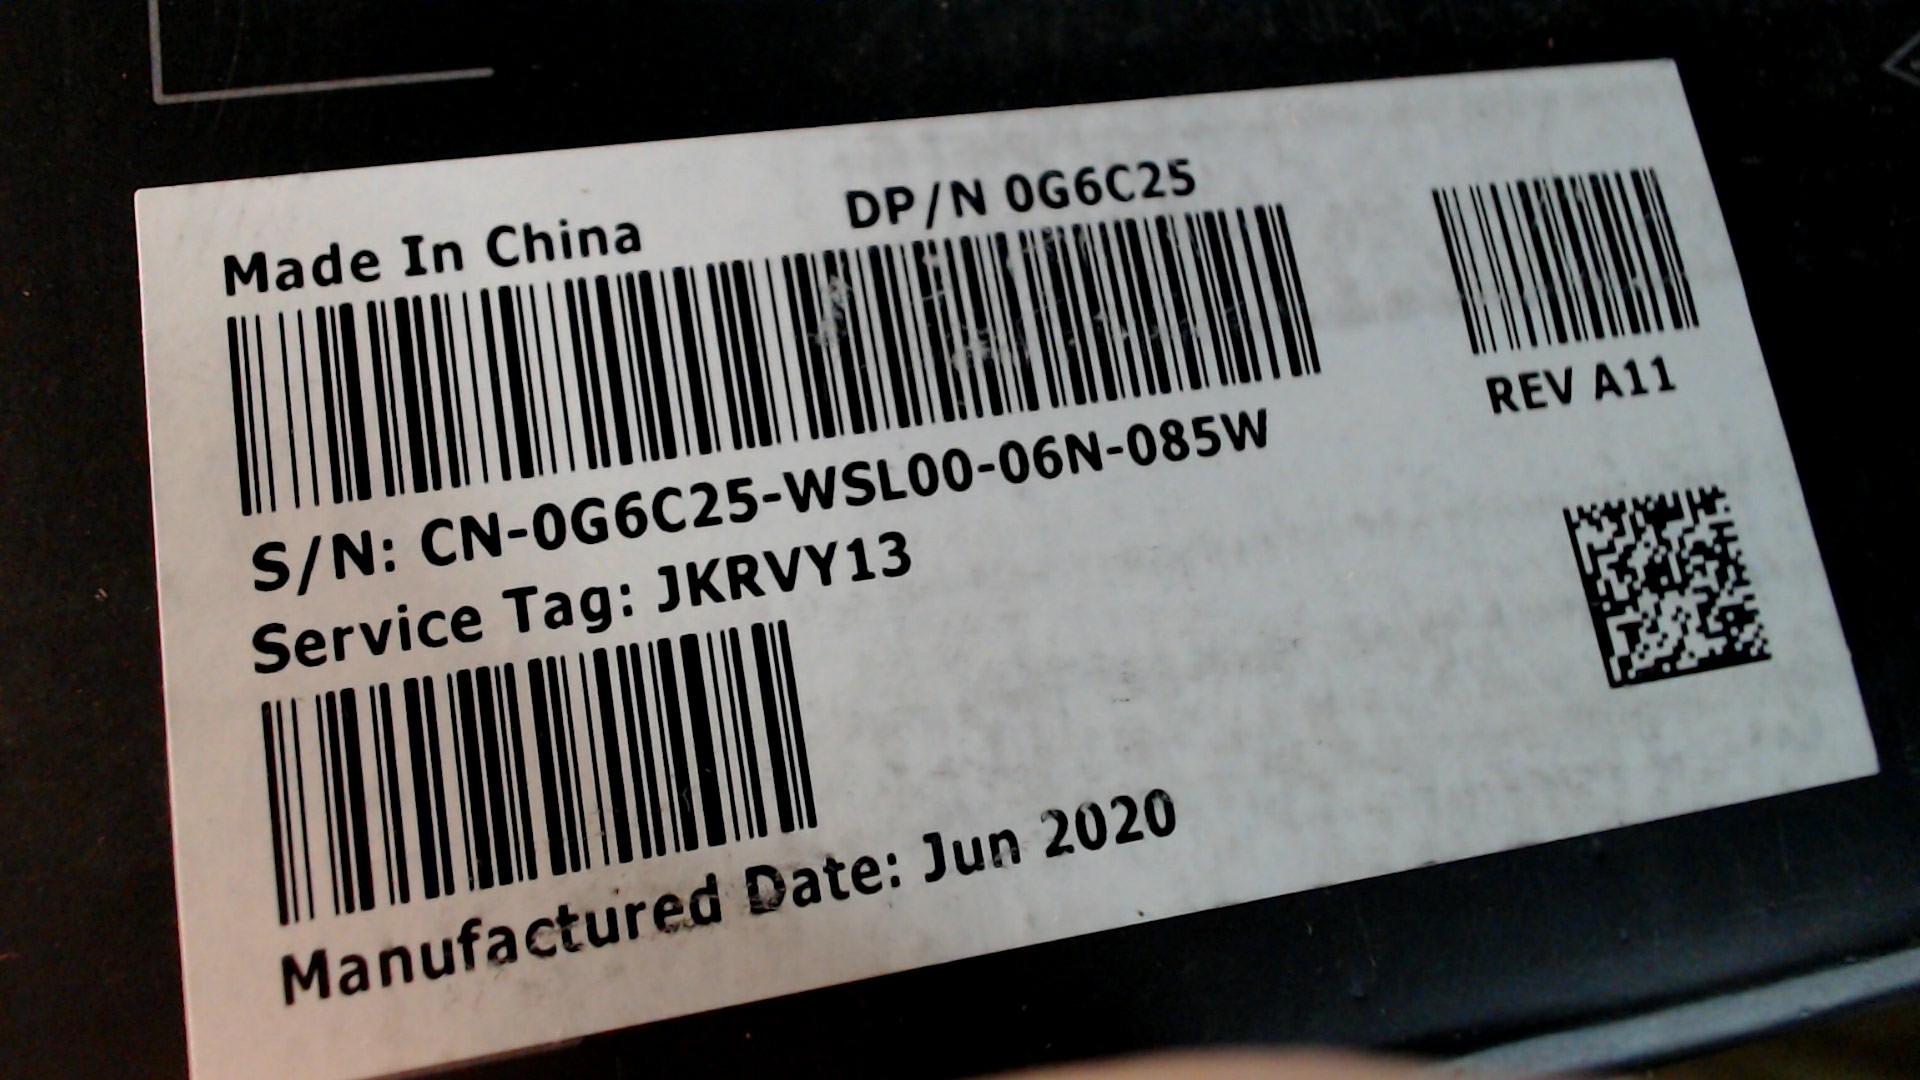 Made In China
DP/N 0G6C25
REV A11
S/N: CN-0G6C25-WSL00-06N-085W
Service Tag: JKRVY13
Manufactured Date: Jun 2020